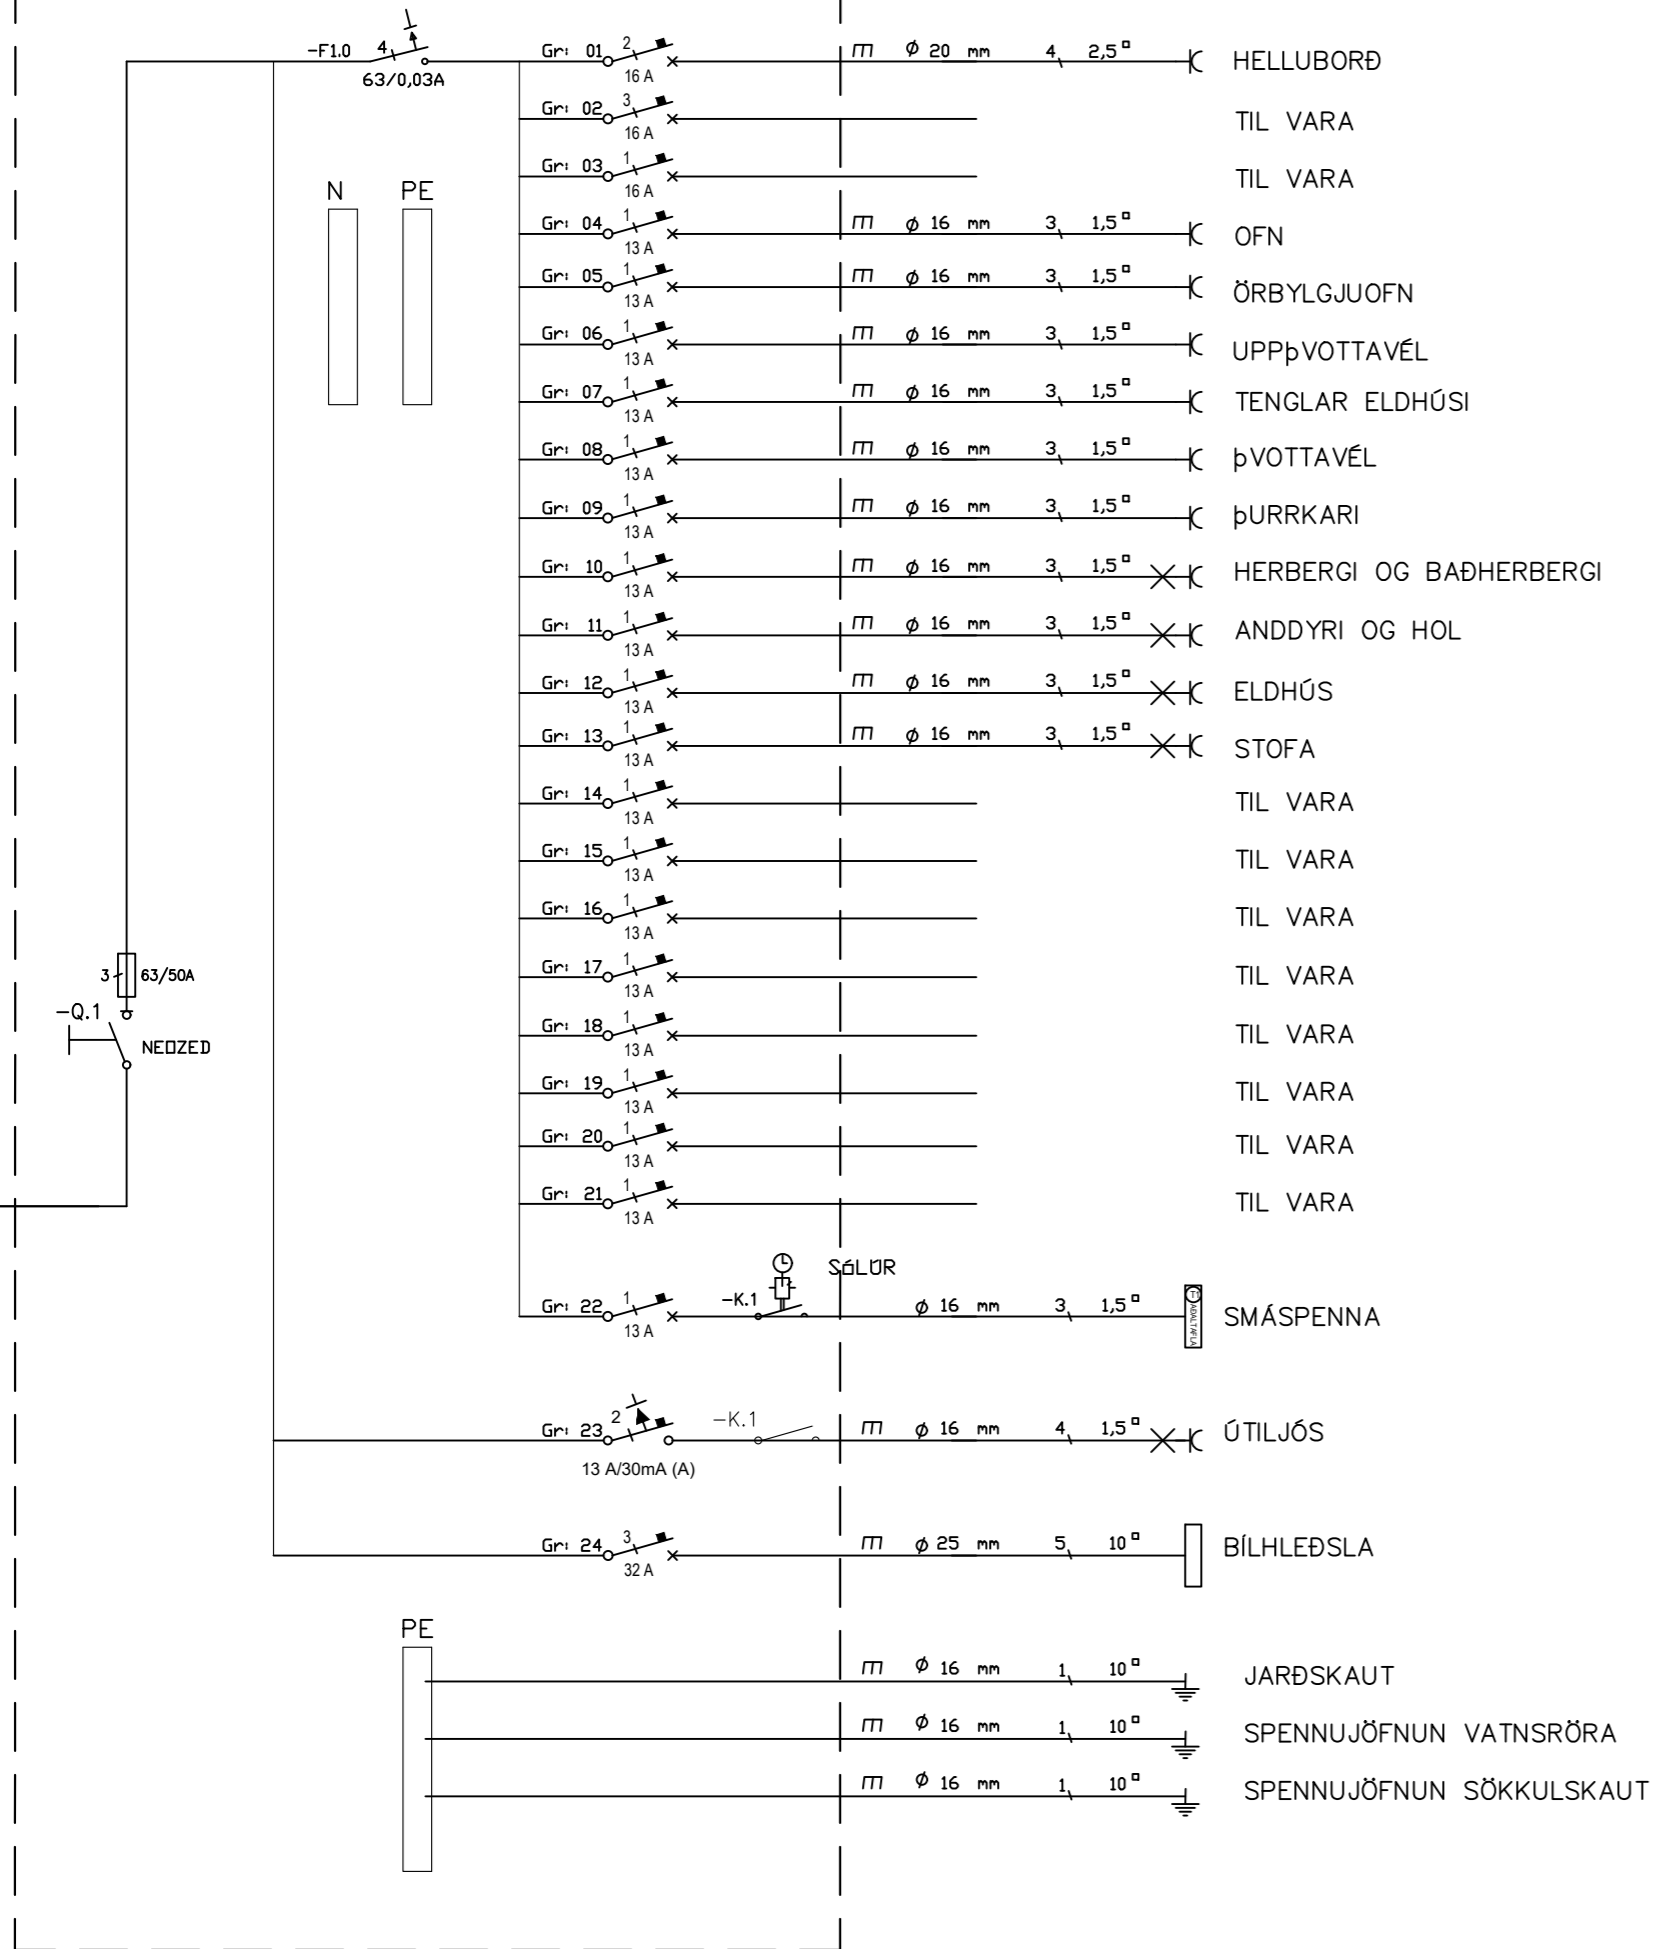 -F1.0 4 63/0,03A
Gr: 01 2 16 A Ø 20 mm 4 2,5 HELLUBORÐ
Gr: 02 3 16 A TIL VARA
Gr: 03 1 16 A TIL VARA
N PE
Gr: 04 1 13 A Ø 16 mm 3 1,5 OFN
Gr: 05 1 13 A Ø 16 mm 3 1,5 ÖRBYLGJUOFN
Gr: 06 1 13 A Ø 16 mm 3 1,5 UPPÞVOTTAVÉL
Gr: 07 1 13 A Ø 16 mm 3 1,5 TENGLAR ELDHÚSI
Gr: 08 1 13 A Ø 16 mm 3 1,5 ÞVOTTAVÉL
Gr: 09 1 13 A Ø 16 mm 3 1,5 ÞURRKARI
Gr: 10 1 13 A Ø 16 mm 3 1,5 HERBERGI OG BAÐHERBERGI
Gr: 11 1 13 A Ø 16 mm 3 1,5 ANDDYRI OG HOL
Gr: 12 1 13 A Ø 16 mm 3 1,5 ELDHÚS
Gr: 13 1 13 A Ø 16 mm 3 1,5 STOFA
Gr: 14 1 13 A TIL VARA
Gr: 15 1 13 A TIL VARA
Gr: 16 1 13 A TIL VARA
3 63/50A
Gr: 17 1 13 A TIL VARA
-Q.1
NEOZED
Gr: 18 1 13 A TIL VARA
Gr: 19 1 13 A TIL VARA
Gr: 20 1 13 A TIL VARA
Gr: 21 1 13 A TIL VARA
SóLÚR
Gr: 22 1 13 A -K.1 Ø 16 mm 3 1,5 T1 AÐALTAFLA SMÁSPENNA
Gr: 23 2 13 A/30mA (A) -K.1 Ø 16 mm 4 1,5 ÚTILJÓS
Gr: 24 3 32 A Ø 25 mm 5 10 BÍLHLEÐSLA
PE
Ø 16 mm 1 10 JARÐSKAUT
Ø 16 mm 1 10 SPENNUJÖFNUN VATNSRÖRA
Ø 16 mm 1 10 SPENNUJÖFNUN SÖKKULSKAUT